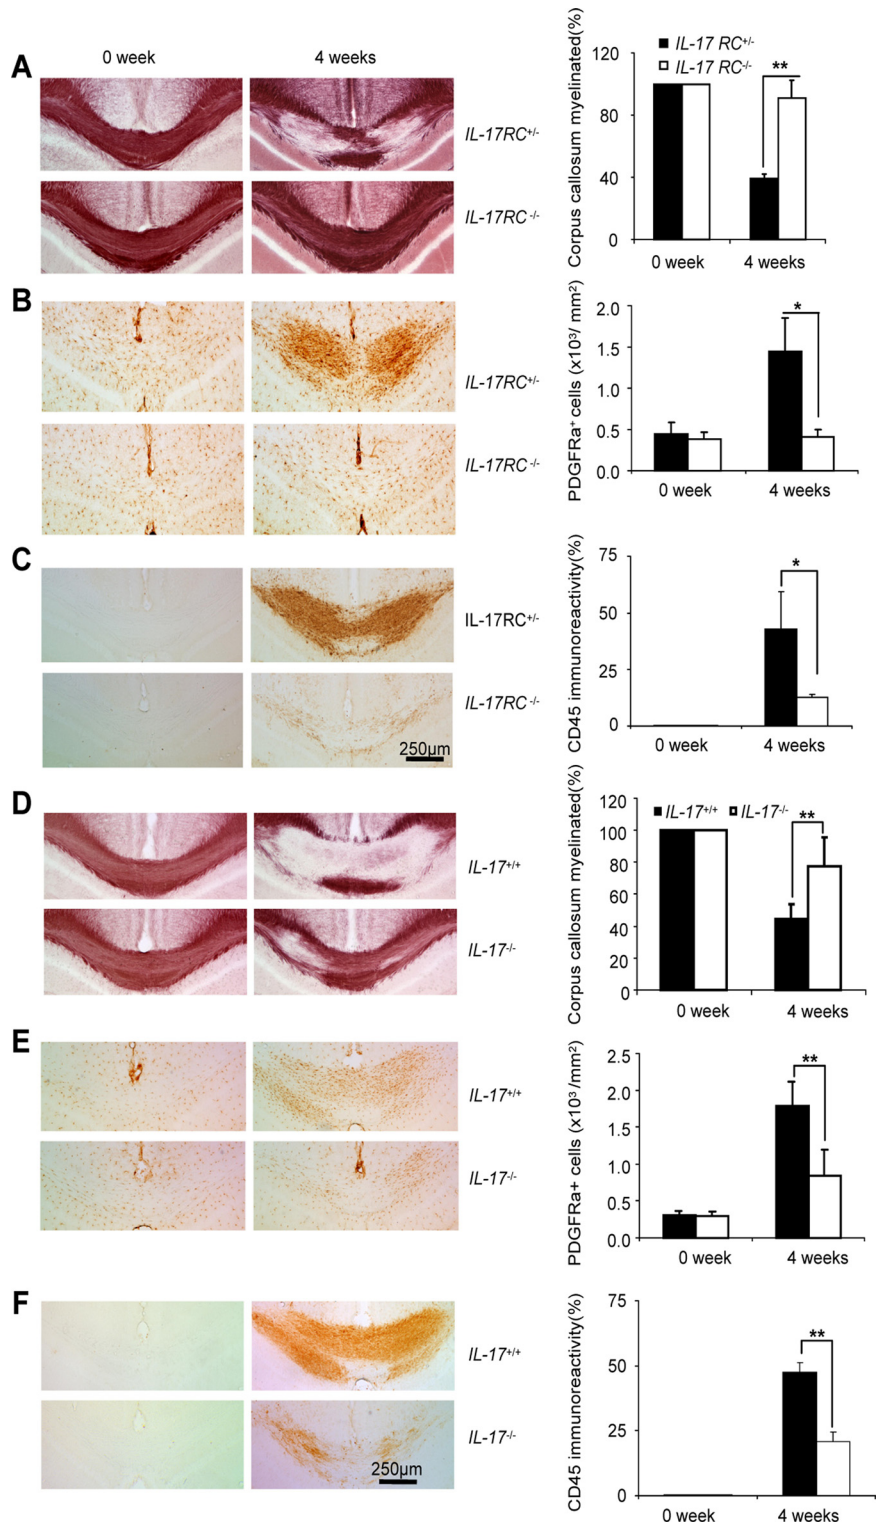 0 week 4 weeks
A
IL-17RC+/-
IL-17RC-/-
Corpus callosum myelinated(%)
120
80
40
0
IL-17 RC+/-
IL-17 RC-/-
**
0 week 4 weeks
B
IL-17RC+/-
IL-17RC-/-
PDGFRa+ cells (x10³/ mm²)
2.0
1.5
1.0
0.5
0.0
*
0 week 4 weeks
C
IL-17RC+/-
IL-17RC-/-
250µm
CD45 immunoreactivity(%)
75
50
25
0
*
0 week 4 weeks
D
IL-17+/+
IL-17-/-
Corpus callosum myelinated(%)
120
100
80
60
40
20
0
IL-17+/+ IL-17-/-
**
0 week 4 weeks
E
IL-17+/+
IL-17-/-
PDGFRa+ cells (x10³/mm²)
2.5
2.0
1.5
1.0
0.5
0.0
**
0 week 4 weeks
F
IL-17+/+
IL-17-/-
250µm
CD45 immunoreactivity(%)
75
50
25
0
**
0 week 4 weeks